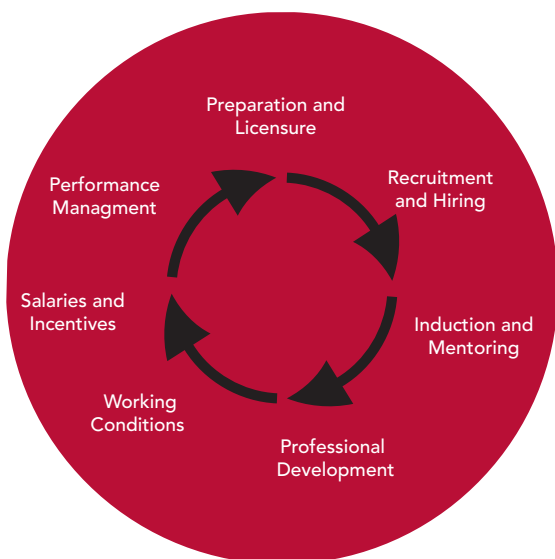 Preparation and
Licensure
Recruitment
and Hiring
Induction and
Mentoring
Professional
Development
Working
Conditions
Salaries and
Incentives
Performance
Managment